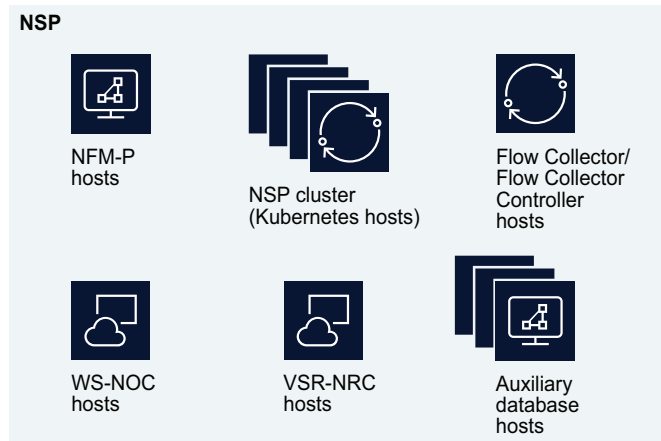 NSP
NFM-P
hosts
NSP cluster
(Kubernetes hosts)
Flow Collector/
Flow Collector
Controller
hosts
WS-NOC
hosts
VSR-NRC
hosts
Auxiliary
database
hosts